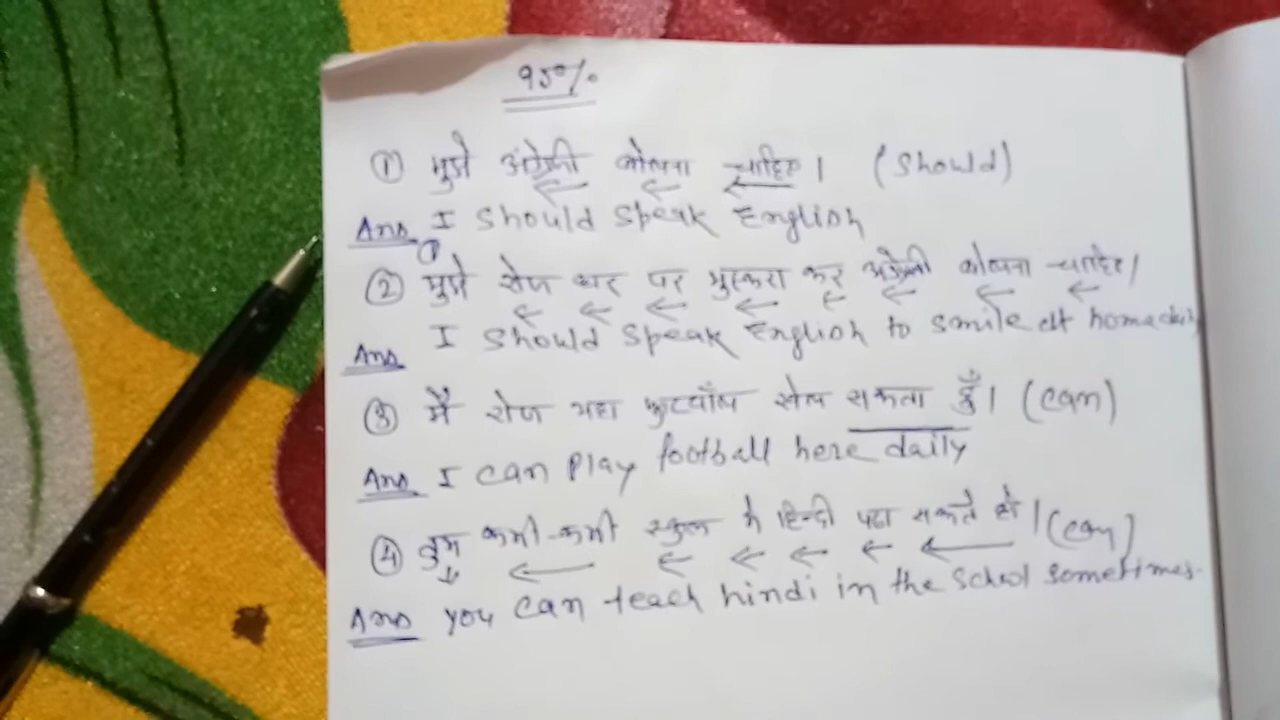 95%
① मुझे अंग्रेजी बोलना चाहिए। (Should)
Ans I Should Speak English
② मुझे रोज घर पर मुस्करा कर अंग्रेजी बोलना चाहिए।
Ans I Should Speak English to smile at home
③ मैं रोज यहा फुटबॉल खेल सकता हूँ। (can)
Ans I can Play football here daily
④ तुम कभी-कभी स्कुल मे हिन्दी पढा सकते हो। (can)
Ans you can teach hindi in the School sometimes.